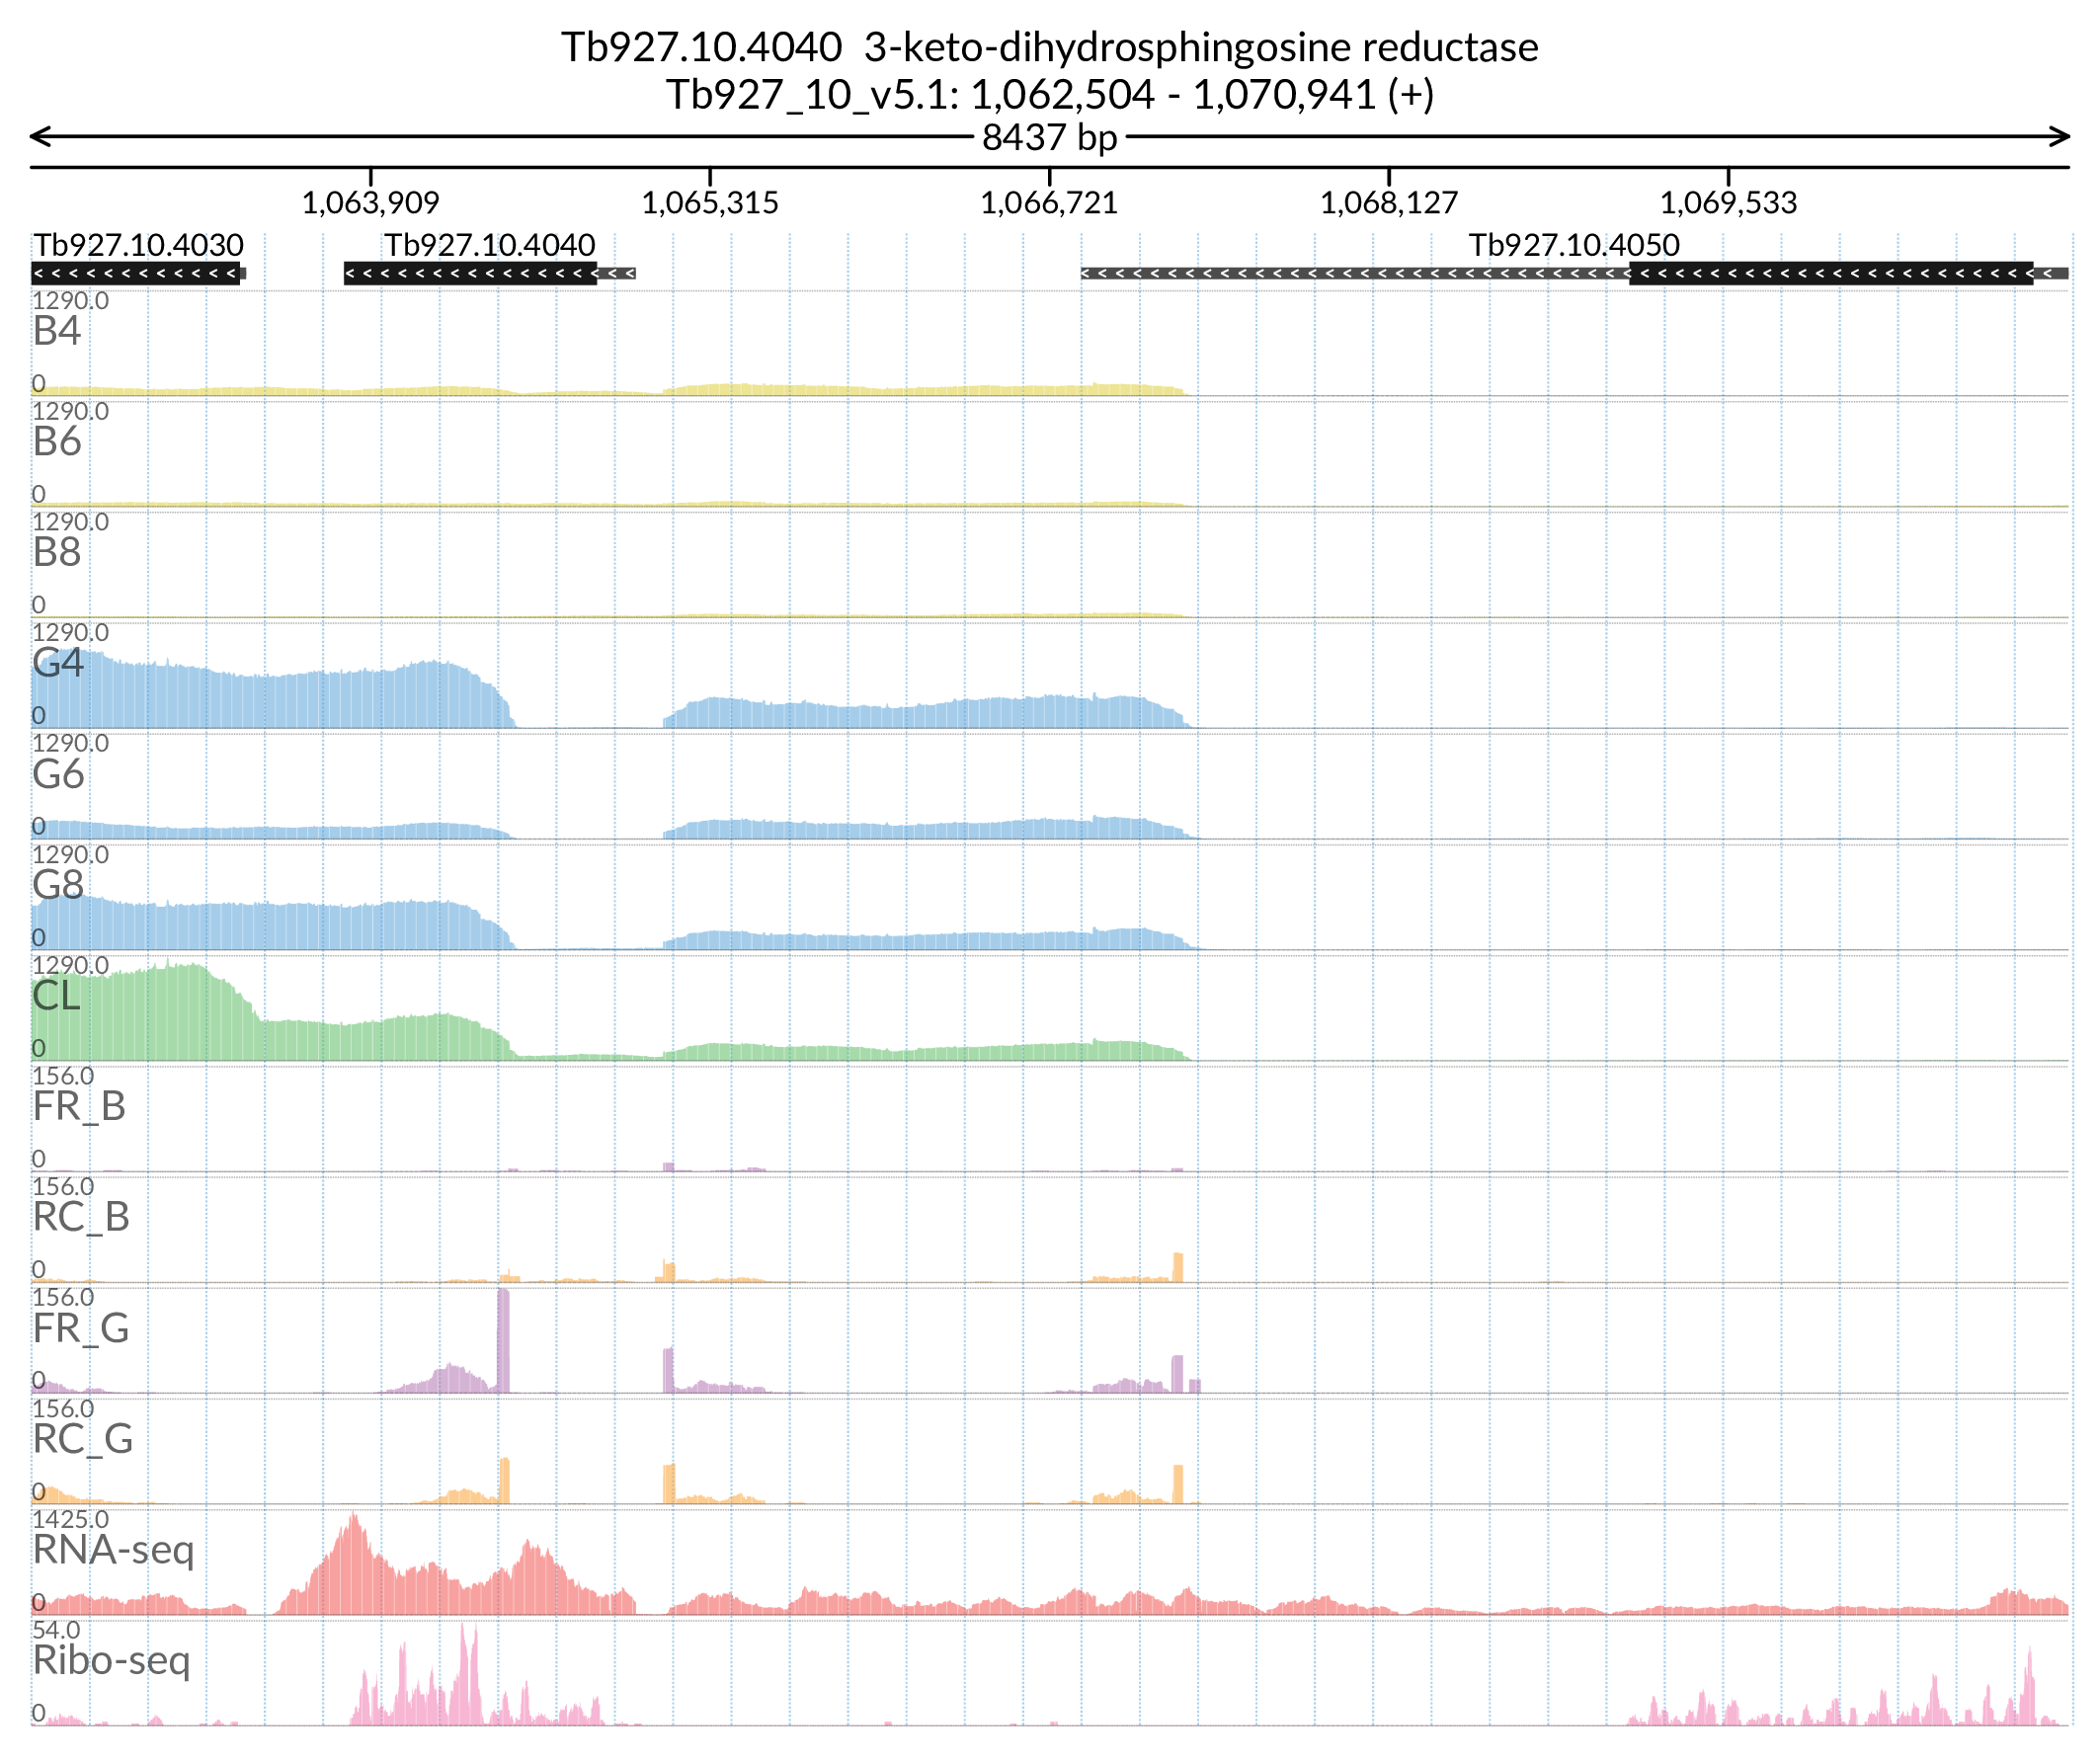 Tb927.10.4040  3-keto-dihydrosphingosine reductase
Tb927_10_v5.1: 1,062,504 - 1,070,941 (+)
8437 bp
1,063,909 1,065,315 1,066,721 1,068,127 1,069,533
Tb927.10.4030 Tb927.10.4040 Tb927.10.4050
1290.0
B4
0
1290.0
B6
0
1290.0
B8
0
1290.0
G4
0
1290.0
G6
0
1290.0
G8
0
1290.0
CL
0
156.0
FR_B
0
156.0
RC_B
0
156.0
FR_G
0
156.0
RC_G
0
1425.0
RNA-seq
0
54.0
Ribo-seq
0